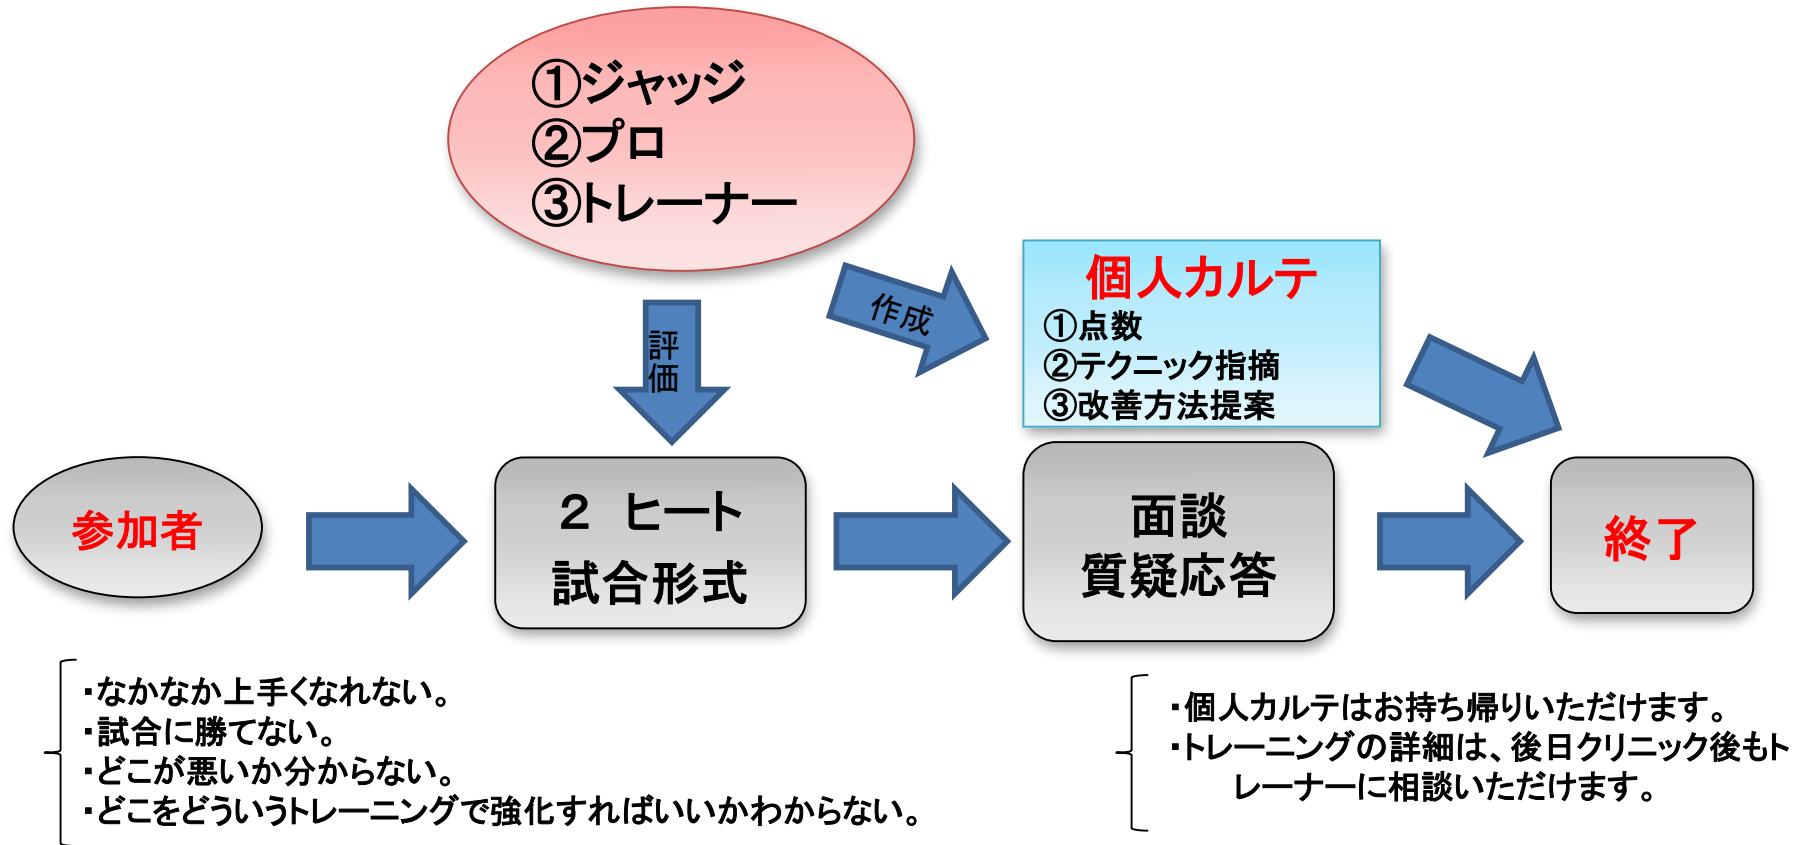 ①ジャッジ
②プロ
③トレーナー
評価
作成
個人カルテ
①点数
②テクニック指摘
③改善方法提案
参加者
２　ヒート
試合形式
面談
質疑応答
終了
・なかなか上手くなれない。
・試合に勝てない。
・どこが悪いか分からない。
・どこをどういうトレーニングで強化すればいいかわからない。
・個人カルテはお持ち帰りいただけます。
・トレーニングの詳細は、後日クリニック後もト
レーナーに相談いただけます。